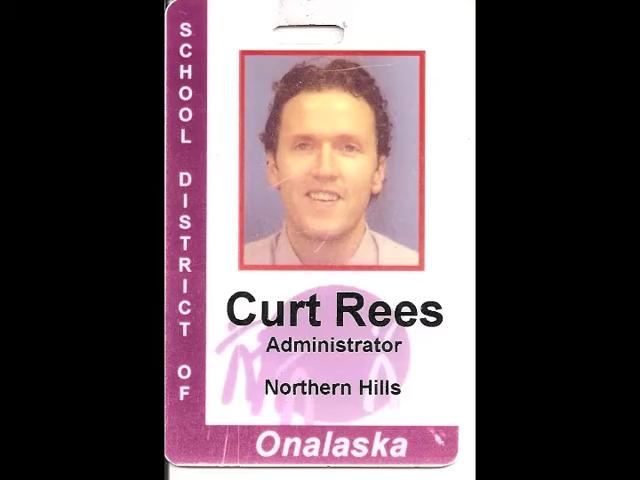 SCHOOL DISTRICT OF
Curt Rees
Administrator
Northern Hills
Onalaska